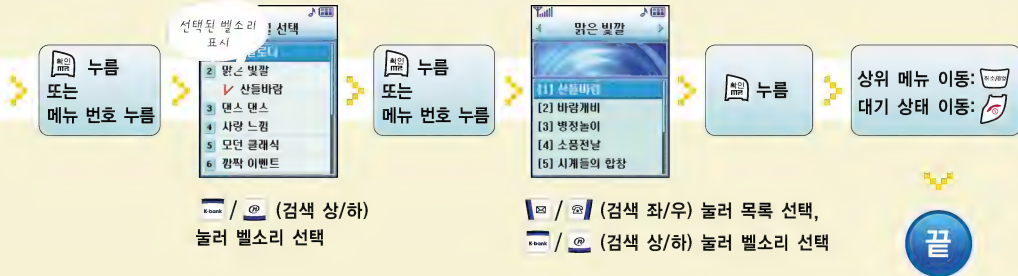 확인
누름
또는
메뉴 번호 누름
선택된 벨소리
표시
선택
2 맑은 빛깔
산들바람
3 댄스 댄스
4 사랑 느낌
5 모던 클래식
6 깜짝 이벤트
K-bank / (검색 상/하)
눌러 벨소리 선택
확인
누름
또는
메뉴 번호 누름
맑은 빛깔
[1] 산들바람
[2] 바람개비
[3] 병정놀이
[4] 소풍전날
[5] 시계들의 합창
/ (검색 좌/우) 눌러 목록 선택,
K-bank / (검색 상/하) 눌러 벨소리 선택
확인
누름
상위 메뉴 이동:
대기 상태 이동:
끝